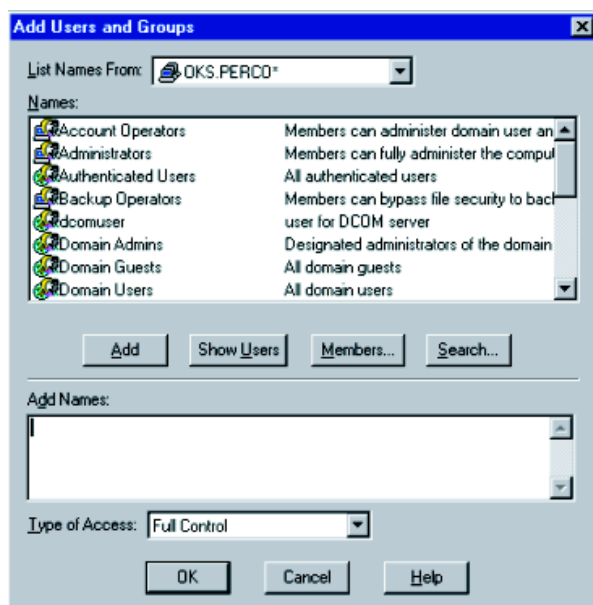 Add Users and Groups
List Names From: OKS.PERCO*
Names:
Account Operators Members can administer domain user an
Administrators Members can fully administer the comput
Authenticated Users All authenticated users
Backup Operators Members can bypass file security to back
dcomuser user for DCOM server
Domain Admins Designated administrators of the domain
Domain Guests All domain guests
Domain Users All domain users
Add Show Users Members... Search...
Add Names:
Type of Access: Full Control
OK Cancel Help